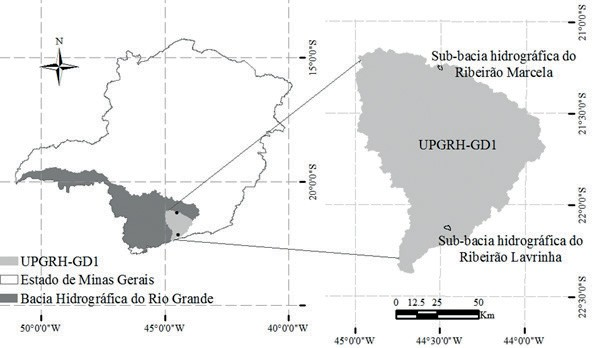 N
15°0'0"S
20°0'0"S
UPGRH-GD1
Estado de Minas Gerais
Bacia Hidrográfica do Rio Grande
50°0'0"W
45°0'0"W
40°0'0"W
Sub-bacia hidrográfica do
Ribeirão Marcela
UPGRH-GD1
Sub-bacia hidrográfica do
Ribeirão Lavrinha
21°0'0"S
21°30'0"S
22°0'0"S
22°30'0"S
0 12.5 25 50
Km
45°0'0"W
44°30'0"W
44°0'0"W